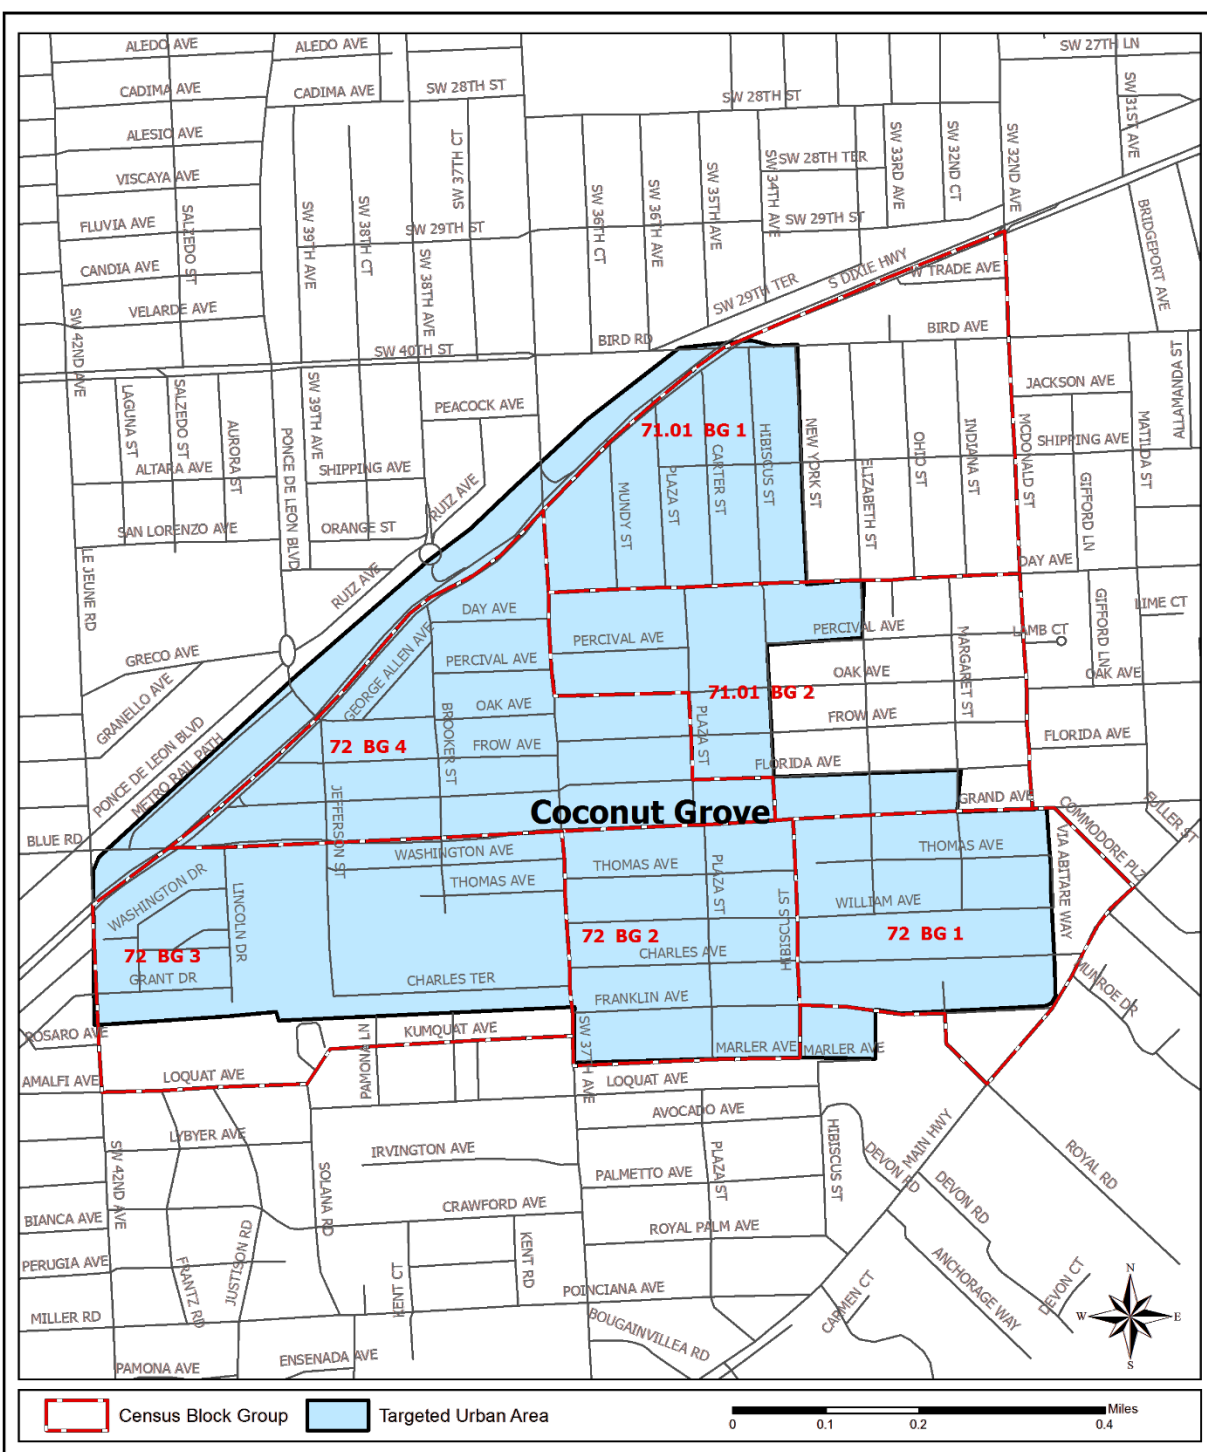 ALEDO AVE
ALEDO AVE
SW 27TH LN
CADIMA AVE
CADIMA AVE
SW 28TH ST
SW 28TH ST
SW 31ST AVE
ALESIO AVE
SW 37TH CT
SW 33RD AVE
SW 32ND CT
SW 32ND AVE
SW 28TH TER
VISCAYA AVE
SW 34TH AVE
SW 35TH AVE
SW 36TH AVE
SW 36TH CT
SW 39TH AVE
SW 38TH CT
SALZEDO ST
FLUVIA AVE
SW 29TH ST
SW 29TH ST
BRIDGEPORT AVE
CANDIA AVE
SW 38TH AVE
S DIXIE HWY
W TRADE AVE
SW 29TH TER
VELARDE AVE
SW 42ND AVE
BIRD RD
BIRD AVE
SW 40TH ST
ALLAMANDA ST
JACKSON AVE
LAGUNA ST
SALZEDO ST
SW 39TH AVE
PEACOCK AVE
AURORA ST
PONCE DE LEON BLVD
71.01 BG 1
HIBISCUS ST
NEW YORK ST
OHIO ST
INDIANA ST
MCDONALD ST
SHIPPING AVE
MATILDA ST
ALTARA AVE
SHIPPING AVE
CARTER ST
PLAZA ST
MUNDY ST
ELIZABETH ST
GIFFORD LN
RUIZ AVE
SAN LORENZO AVE
ORANGE ST
LE JEUNE RD
RUIZ AVE
DAY AVE
DAY AVE
LIME CT
GIFFORD LN
PERCIVAL AVE
PERCIVAL AVE
LAMB CT
GEORGE ALLEN AVE
MARGARET ST
GRECO AVE
PERCIVAL AVE
OAK AVE
OAK AVE
GRANELLO AVE
71.01 BG 2
OAK AVE
FROW AVE
PLAZA ST
BROOKER ST
72 BG 4
FROW AVE
FLORIDA AVE
FLORIDA AVE
PONCE DE LEON BLVD
METRO RAIL PATH
JEFFERSON ST
GRAND AVE
COMMODORE PLZ
FULLER ST
Coconut Grove
BLUE RD
WASHINGTON AVE
THOMAS AVE
THOMAS AVE
VIA ABITARE WAY
THOMAS AVE
PLAZA ST
WASHINGTON DR
LINCOLN DR
HIBISCUS ST
WILLIAM AVE
72 BG 2
72 BG 1
72 BG 3
CHARLES AVE
GRANT DR
CHARLES TER
MUNROE DR
FRANKLIN AVE
ROSARO AVE
PAMONA LN
KUMQUAT AVE
SW 37TH AVE
MARLER AVE
MARLER AVE
AMALFI AVE
LOQUAT AVE
LOQUAT AVE
AVOCADO AVE
LYBYER AVE
IRVINGTON AVE
HIBISCUS ST
MAIN HWY
DEVON RD
ROYAL RD
SW 42ND AVE
SOLANA RD
PALMETTO AVE
PLAZA ST
DEVON RD
CRAWFORD AVE
BIANCA AVE
ROYAL PALM AVE
JUSTISON RD
KENT RD
PERUGIA AVE
FRANTZ RD
KENT CT
POINCIANA AVE
ANCHORAGE WAY
DEVON CT
CARMEN CT
MILLER RD
BOUGAINVILLEA RD
PAMONA AVE
ENSENADA AVE
N
W
E
S
Census Block Group
Targeted Urban Area
Miles
0
0.1
0.2
0.4